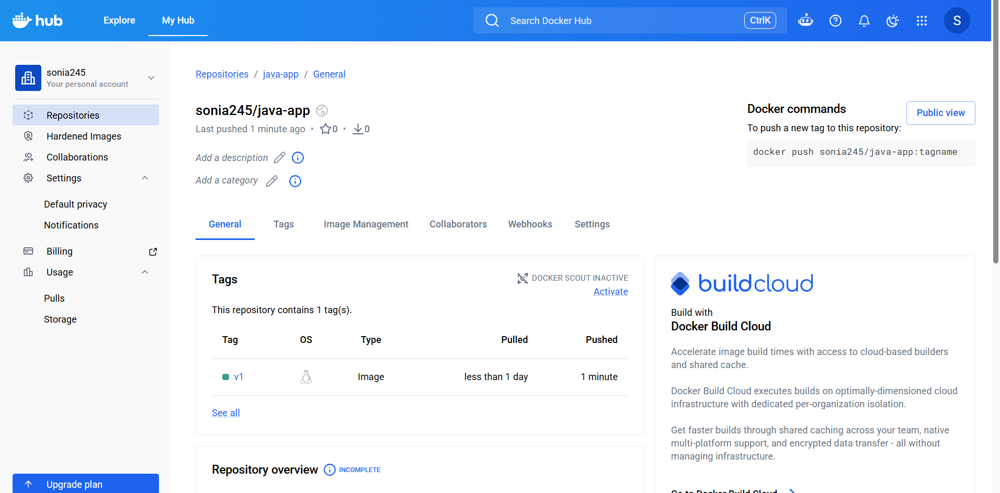 hub
Explore
My Hub
Search Docker Hub
CtrlK
S
sonia245
Your personal account
Repositories
Hardened Images
Collaborations
Settings
Default privacy
Notifications
Billing
Usage
Pulls
Storage
Upgrade plan
Repositories / java-app / General
sonia245/java-app
Last pushed 1 minute ago • 0 • 0
Add a description
Add a category
Docker commands
Public view
To push a new tag to this repository:
docker push sonia245/java-app:tagname
General
Tags
Image Management
Collaborators
Webhooks
Settings
Tags
DOCKER SCOUT INACTIVE
Activate
This repository contains 1 tag(s).
Tag OS Type Pulled Pushed
v1 Image less than 1 day 1 minute
See all
Repository overview INCOMPLETE
buildcloud
Build with
Docker Build Cloud
Accelerate image build times with access to cloud-based builders
and shared cache.
Docker Build Cloud executes builds on optimally-dimensioned cloud
infrastructure with dedicated per-organization isolation.
Get faster builds through shared caching across your team, native
multi-platform support, and encrypted data transfer - all without
managing infrastructure.
Go to Docker Build Cloud